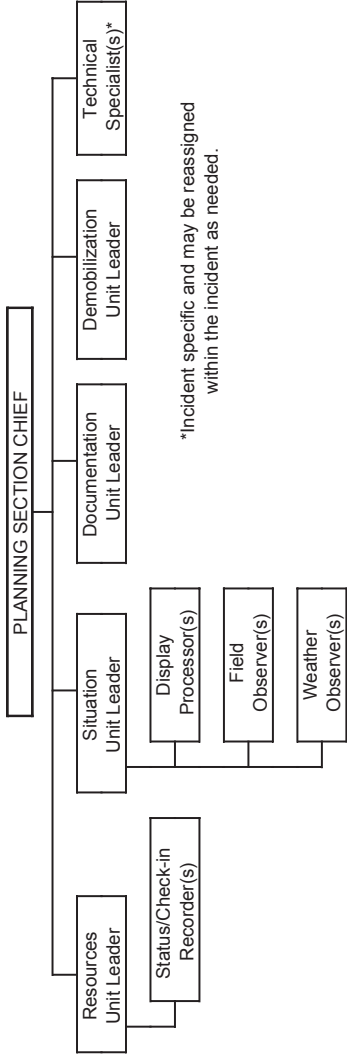 PLANNING SECTION CHIEF
Resources
Unit Leader
Situation
Unit Leader
Documentation
Unit Leader
Demobilization
Unit Leader
Technical
Specialist(s)*
Status/Check-in
Recorder(s)
Display
Processor(s)
Field
Observer(s)
Weather
Observer(s)
*Incident specific and may be reassigned
within the incident as needed.